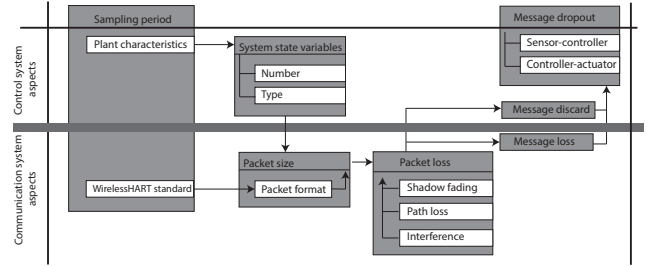 Control system
aspects
Communication system
aspects
Sampling period
Plant characteristics
WirelessHART standard
System state variables
Number
Type
Packet size
Packet format
Packet loss
Shadow fading
Path loss
Interference
Message dropout
Sensor-controller
Controller-actuator
Message discard
Message loss